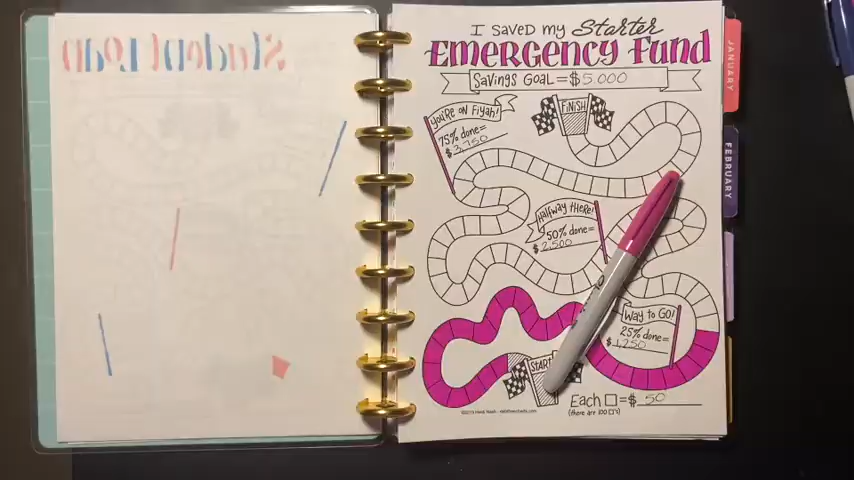 Student Loan
I SAVED MY Starter
EMERGENCY FUND
SAVINGS GOAL = $5,000
JANUARY
FEBRUARY
FINISH
YOU'RE ON FIYAH!
75% done=
$3,750
HALFWAY THERE!
50% done=
$2,500
WAY TO GO!
25% done=
$1,250
START
Each □ = $ 50
(there are 100 □'s)